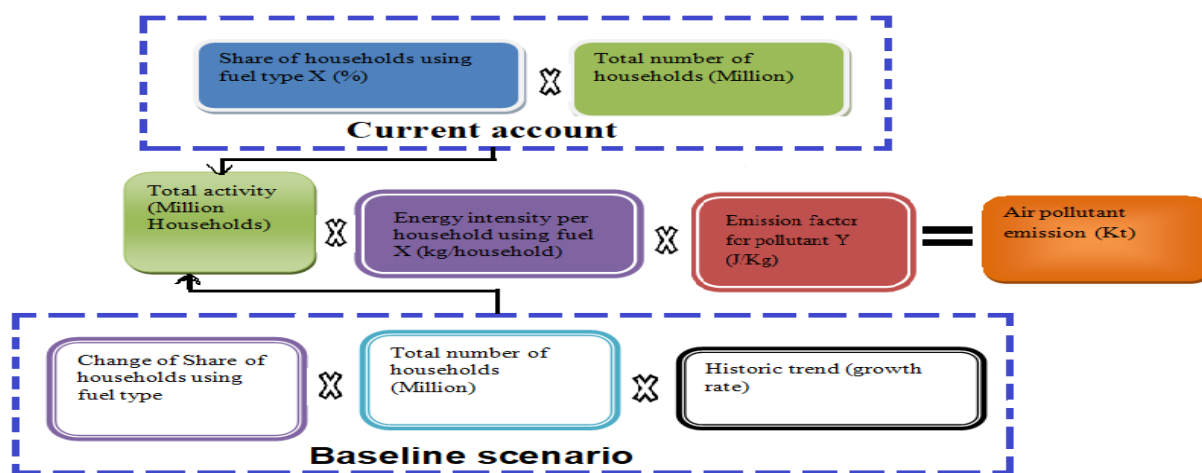 Share of households using
fuel type X (%)
Total number of
households (Million)
Current account
Total activity
(Million
Households)
Energy intensity per
household using fuel
X (kg/household)
Emission factor
for pollutant Y
(J/Kg)
Air pollutant
emission (Kt)
Change of Share of
households using
fuel type
Total number of
households
(Million)
Historic trend (growth
rate)
Baseline scenario